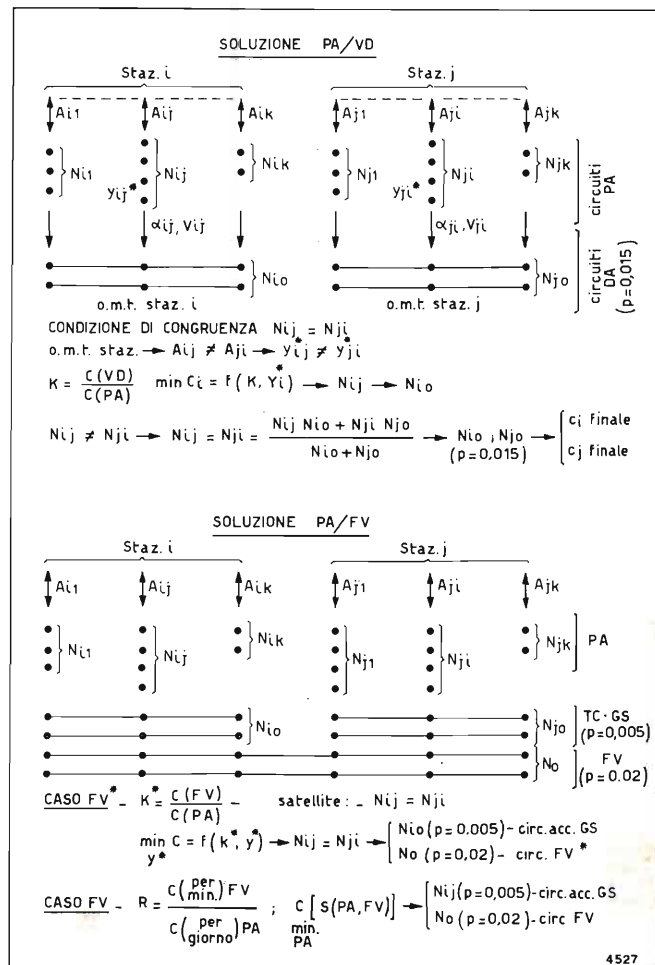 SOLUZIONE PA/VD
Staz. i Staz. j
Ai1 Aij Aik Aj1 Aji Ajk
Ni1 Nij Nik Nj1 Nji Njk
yij* yji*
circuiti PA
αij, Vij αji, Vji
Nio Njo
circuiti DA (p=0,015)
o.m.t. staz. i o.m.t. staz. j
CONDIZIONE DI CONGRUENZA Nij = Nji
o.m.t. staz. → Aij ≠ Aji → y*ij ≠ y*ji
K = C(VD) / C(PA) min Ci = f(K, Yi*) → Nij → Nio
Nij ≠ Nji → Nij = Nji = Nij Nio + Nji Njo / Nio + Njo → Nio, Njo (p=0,015) → { ci finale
cj finale
SOLUZIONE PA/FV
Staz. i Staz. j
Ai1 Aij Aik Aj1 Aji Ajk
Ni1 Nij Nik Nj1 Nji Njk PA
Nio Njo TC·GS (p=0,005)
No FV (p=0.02)
CASO FV* - K* = C(FV) / C(PA) - satellite: - Nij = Nji
min C = f(k*, y*) → Nij = Nji → { Nio (p=0,005)-circ.acc. GS
y* No (p=0,02)- circ. FV*
CASO FV - R = C(per min.) FV / C(per giorno) PA ; C [S(PA,FV)] → { Nij(p=0,005)-circ.acc. GS
min. PA No (p=0,02)-circ FV
4527